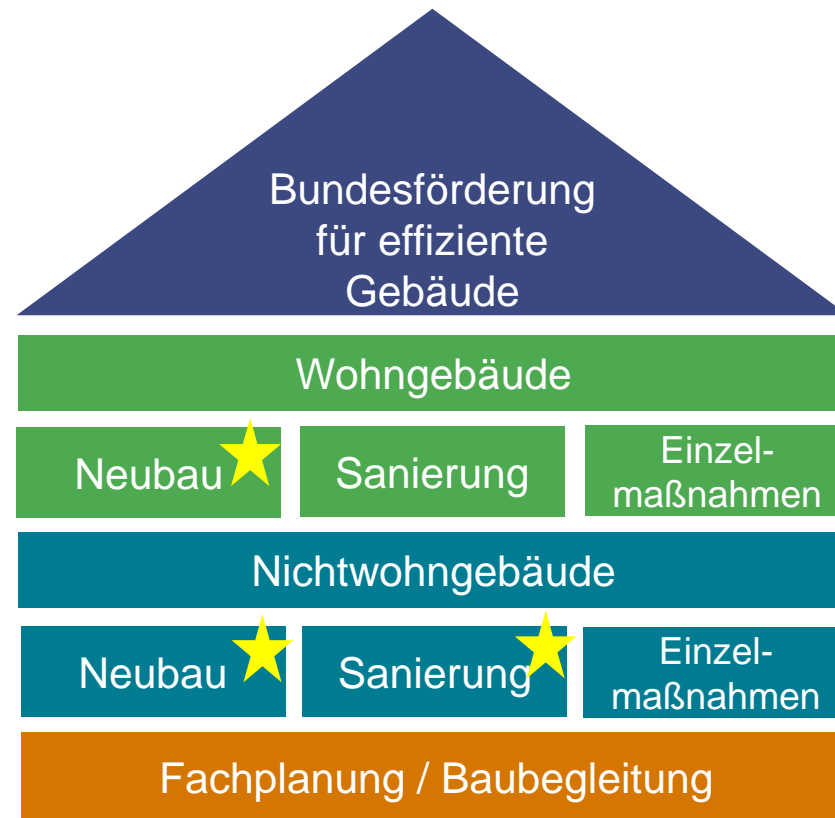 Bundesförderung
für effiziente
Gebäude
Wohngebäude
Neubau
Sanierung
Einzel-
maßnahmen
Nichtwohngebäude
Neubau
Sanierung
Einzel-
maßnahmen
Fachplanung / Baubegleitung